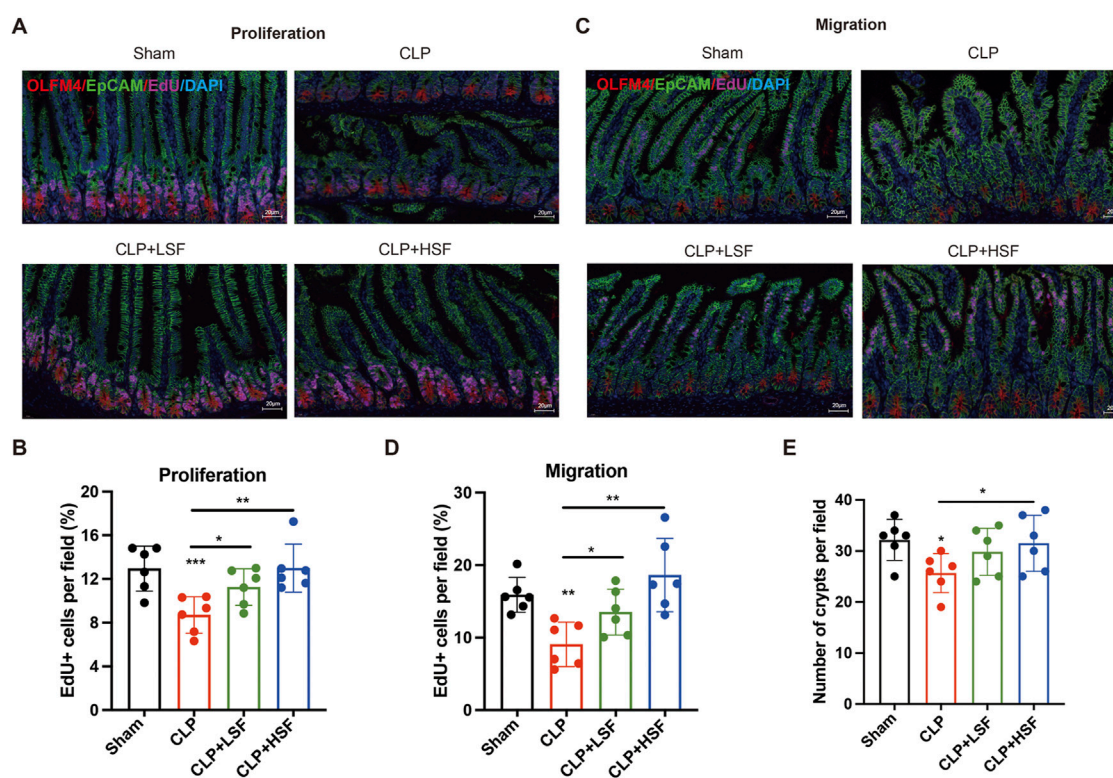 A
Proliferation
Sham
CLP
OLFM4/EpCAM/EdU/DAPI
20μm
20μm
CLP+LSF
CLP+HSF
20μm
20μm
C
Migration
Sham
CLP
OLFM4/EpCAM/EdU/DAPI
20μm
20μm
CLP+LSF
CLP+HSF
20μm
B
Proliferation
EdU+ cells per field (%)
20
16
12
8
4
0
***
*
**
Sham
CLP
CLP+LSF
CLP+HSF
D
Migration
EdU+ cells per field (%)
30
20
10
0
**
*
**
Sham
CLP
CLP+LSF
CLP+HSF
E
Number of crypts per field
40
30
20
10
0
*
*
Sham
CLP
CLP+LSF
CLP+HSF